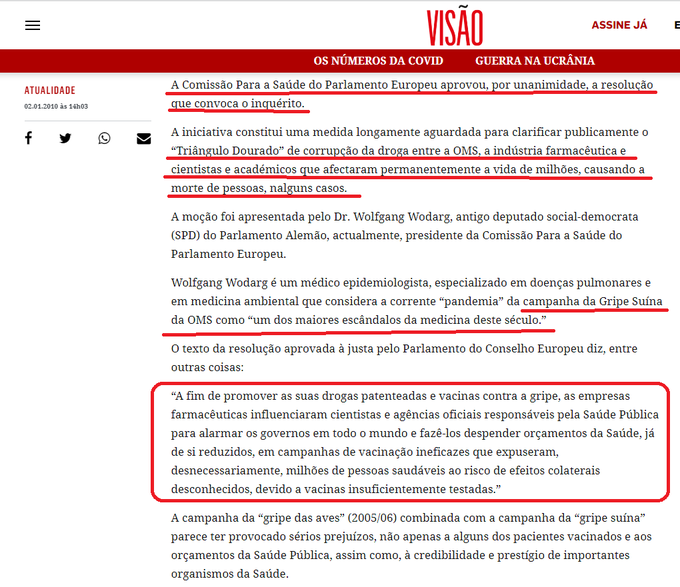 VISÃO
ASSINE JÁ
E
OS NÚMEROS DA COVID GUERRA NA UCRÂNIA
ATUALIDADE
02.01.2010 às 14h03
A Comissão Para a Saúde do Parlamento Europeu aprovou, por unanimidade, a resolução
que convoca o inquérito.
A iniciativa constitui uma medida longamente aguardada para clarificar publicamente o
“Triângulo Dourado” de corrupção da droga entre a OMS, a indústria farmacêutica e
cientistas e académicos que afectaram permanentemente a vida de milhões, causando a
morte de pessoas, nalguns casos.
A moção foi apresentada pelo Dr. Wolfgang Wodarg, antigo deputado social-democrata
(SPD) do Parlamento Alemão, actualmente, presidente da Comissão Para a Saúde do
Parlamento Europeu.
Wolfgang Wodarg é um médico epidemiologista, especializado em doenças pulmonares e
em medicina ambiental que considera a corrente “pandemia” da campanha da Gripe Suína
da OMS como “um dos maiores escândalos da medicina deste século.”
O texto da resolução aprovada à justa pelo Parlamento do Conselho Europeu diz, entre
outras coisas:
“A fim de promover as suas drogas patenteadas e vacinas contra a gripe, as empresas
farmacêuticas influenciaram cientistas e agências oficiais responsáveis pela Saúde Pública
para alarmar os governos em todo o mundo e fazê-los despender orçamentos da Saúde, já
de si reduzidos, em campanhas de vacinação ineficazes que expuseram,
desnecessariamente, milhões de pessoas saudáveis ao risco de efeitos colaterais
desconhecidos, devido a vacinas insuficientemente testadas.”
A campanha da “gripe das aves” (2005/06) combinada com a campanha da “gripe suína”
parece ter provocado sérios prejuízos, não apenas a alguns dos pacientes vacinados e aos
orçamentos da Saúde Pública, assim como, à credibilidade e prestígio de importantes
organismos da Saúde.